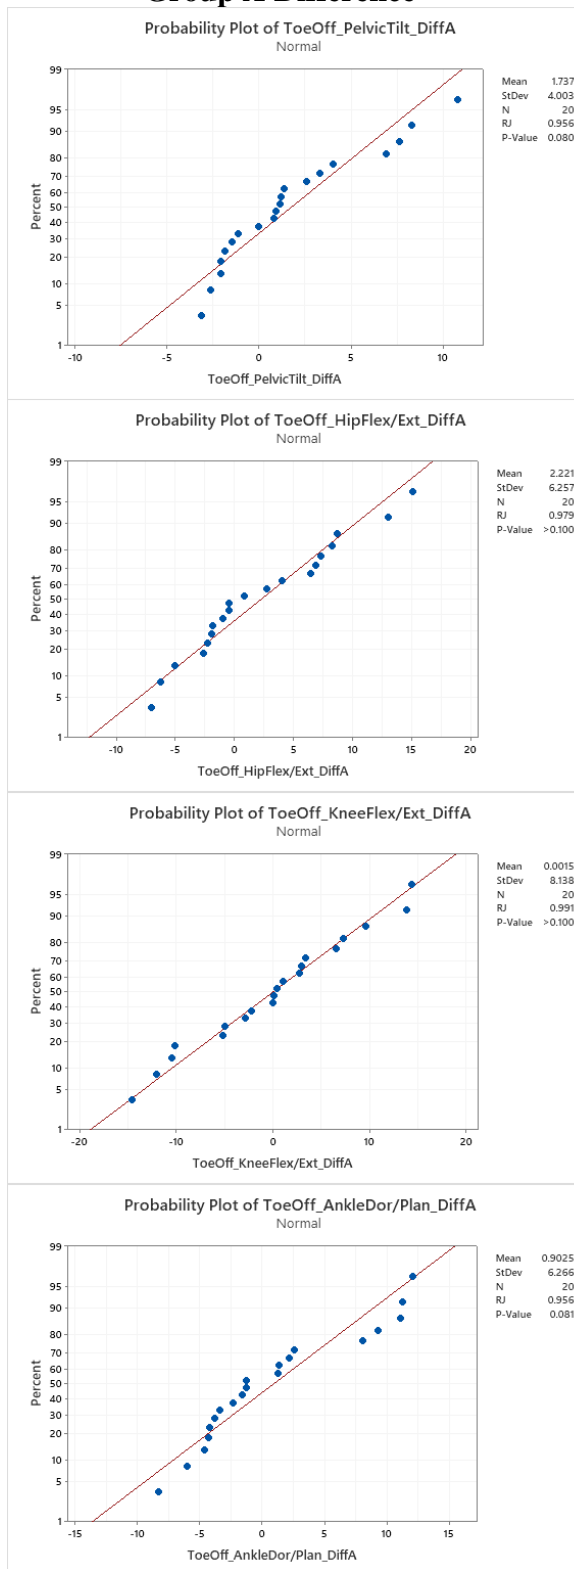 Group A Difference
Probability Plot of ToeOff_PelvicTilt_DiffA
Normal
99
95
90
80
70
60
50
40
30
20
10
5
1
Percent
-10 -5 0 5 10
ToeOff_PelvicTilt_DiffA
Mean 1.737
StDev 4.003
N 20
RJ 0.956
P-Value 0.080
Probability Plot of ToeOff_HipFlex/Ext_DiffA
Normal
99
95
90
80
70
60
50
40
30
20
10
5
1
Percent
-10 -5 0 5 10 15 20
ToeOff_HipFlex/Ext_DiffA
Mean 2.221
StDev 6.257
N 20
RJ 0.979
P-Value >0.100
Probability Plot of ToeOff_KneeFlex/Ext_DiffA
Normal
99
95
90
80
70
60
50
40
30
20
10
5
1
Percent
-20 -10 0 10 20
ToeOff_KneeFlex/Ext_DiffA
Mean 0.0015
StDev 8.138
N 20
RJ 0.991
P-Value >0.100
Probability Plot of ToeOff_AnkleDor/Plan_DiffA
Normal
99
95
90
80
70
60
50
40
30
20
10
5
1
Percent
-15 -10 -5 0 5 10 15
ToeOff_AnkleDor/Plan_DiffA
Mean 0.9025
StDev 6.266
N 20
RJ 0.956
P-Value 0.081